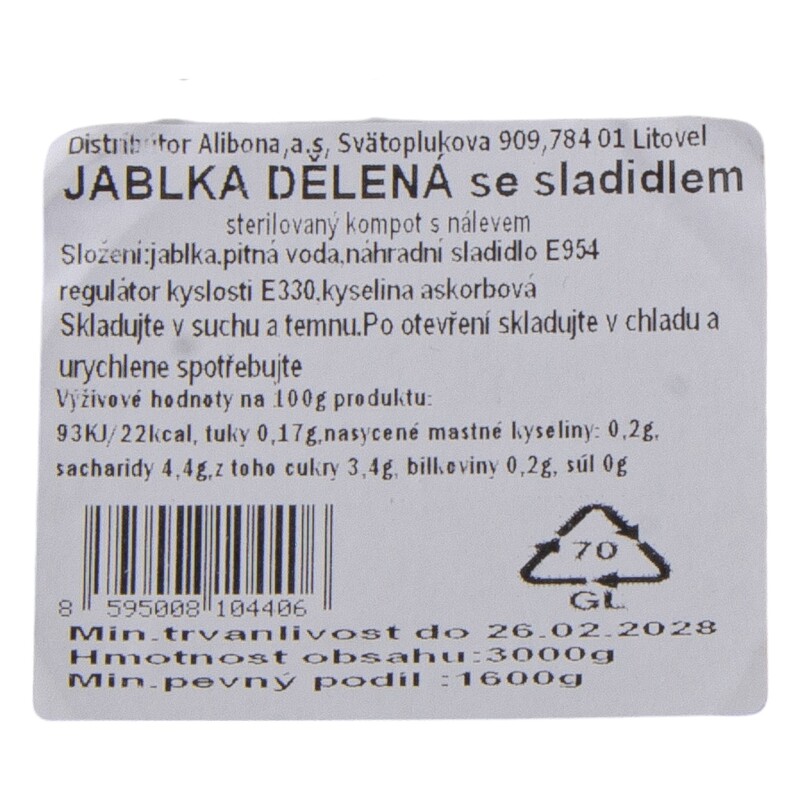 Distributor Alibona,a.s, Svätoplukova 909,784 01 Litovel
JABLKA DĚLENÁ se sladidlem
sterilovaný kompot s nálevem
Složení:jablka.pitná voda,náhradní sladidlo E954
regulátor kyslosti E330,kyselina askorbová
Skladujte v suchu a temnu.Po otevření skladujte v chladu a
urychlene spotřebujte
Výživové hodnoty na 100g produktu:
93KJ/22kcal, tuky 0,17g,nasycené mastné kyseliny: 0,2g,
sacharidy 4,4g,z toho cukry 3,4g, bílkoviny 0,2g, sůl 0g
70
GL
8 595008 104406
Min.trvanlivost do 26.02.2028
Hmotnost obsahu:3000g
Min.pevný podíl :1600g